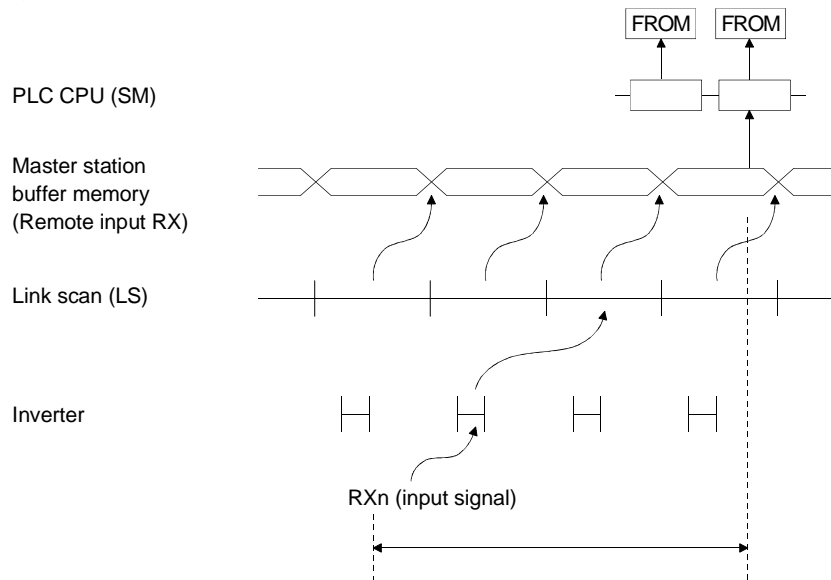 FROM FROM
PLC CPU (SM)
Master station
buffer memory
(Remote input RX)
Link scan (LS)
Inverter
RXn (input signal)